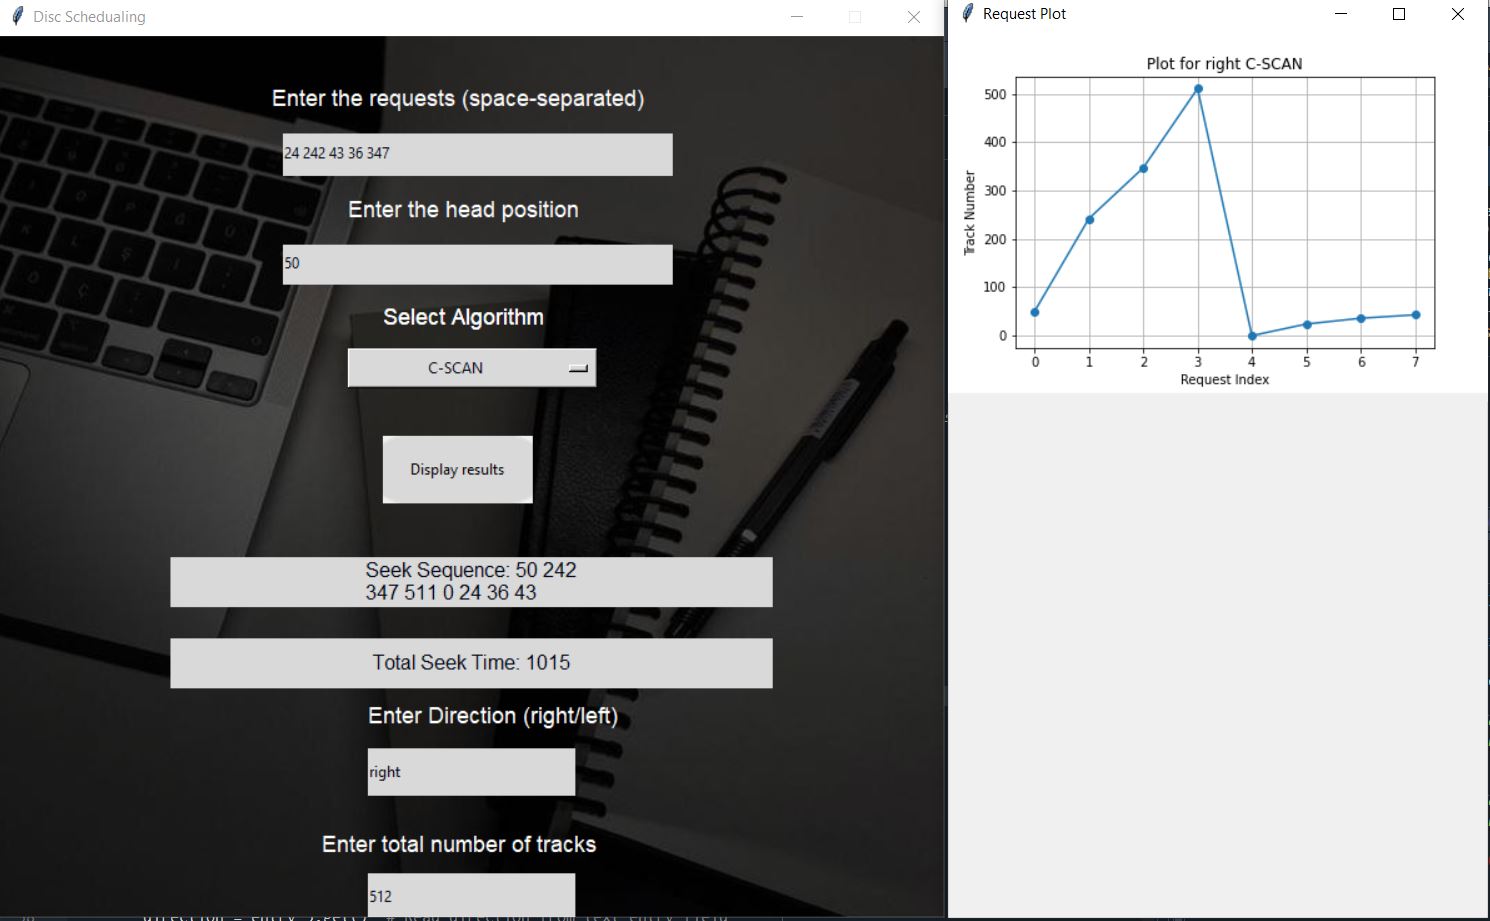 Disc Schedualing
Enter the requests (space-separated)
24 242 43 36 347
Enter the head position
50
Select Algorithm
C-SCAN
Display results
Seek Sequence: 50 242
347 511 0 24 36 43
Total Seek Time: 1015
Enter Direction (right/left)
right
Enter total number of tracks
512
Request Plot
Plot for right C-SCAN
500
400
300
200
100
0
Track Number
0 1 2 3 4 5 6 7
Request Index